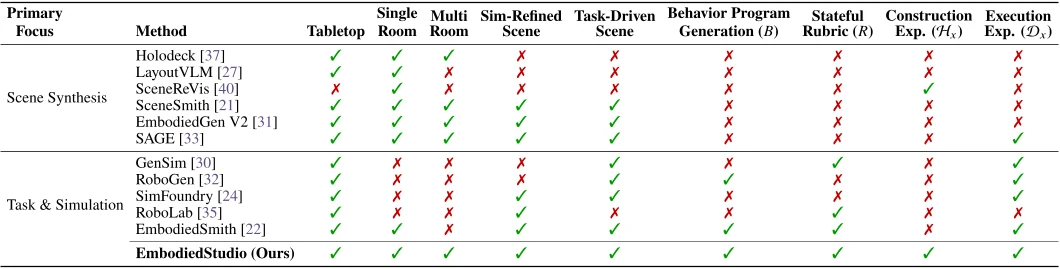 Primary Focus Method Tabletop Single Room Multi Room Sim-Refined Scene Task-Driven Scene Behavior Program Generation (B) Stateful Rubric (R) Construction Exp. (ℋₓ) Execution Exp. (𝒟ₓ)
Scene Synthesis
Holodeck [37] ✓ ✓ ✓ ✗ ✗ ✗ ✗ ✗ ✗
LayoutVLM [27] ✓ ✓ ✗ ✗ ✗ ✗ ✗ ✗ ✗
SceneReVis [40] ✗ ✓ ✗ ✗ ✗ ✗ ✗ ✓ ✗
SceneSmith [21] ✓ ✓ ✓ ✓ ✓ ✗ ✗ ✗ ✗
EmbodiedGen V2 [31] ✓ ✓ ✓ ✓ ✓ ✗ ✗ ✗ ✗
SAGE [33] ✓ ✓ ✓ ✓ ✓ ✗ ✗ ✗ ✓
Task & Simulation
GenSim [30] ✓ ✗ ✗ ✗ ✓ ✗ ✓ ✗ ✓
RoboGen [32] ✓ ✗ ✗ ✗ ✓ ✓ ✗ ✗ ✓
SimFoundry [24] ✓ ✗ ✗ ✓ ✓ ✗ ✗ ✗ ✓
RoboLab [35] ✓ ✗ ✗ ✓ ✗ ✗ ✓ ✗ ✗
EmbodiedSmith [22] ✓ ✓ ✗ ✓ ✓ ✓ ✓ ✗ ✓
EmbodiedStudio (Ours) ✓ ✓ ✓ ✓ ✓ ✓ ✓ ✓ ✓